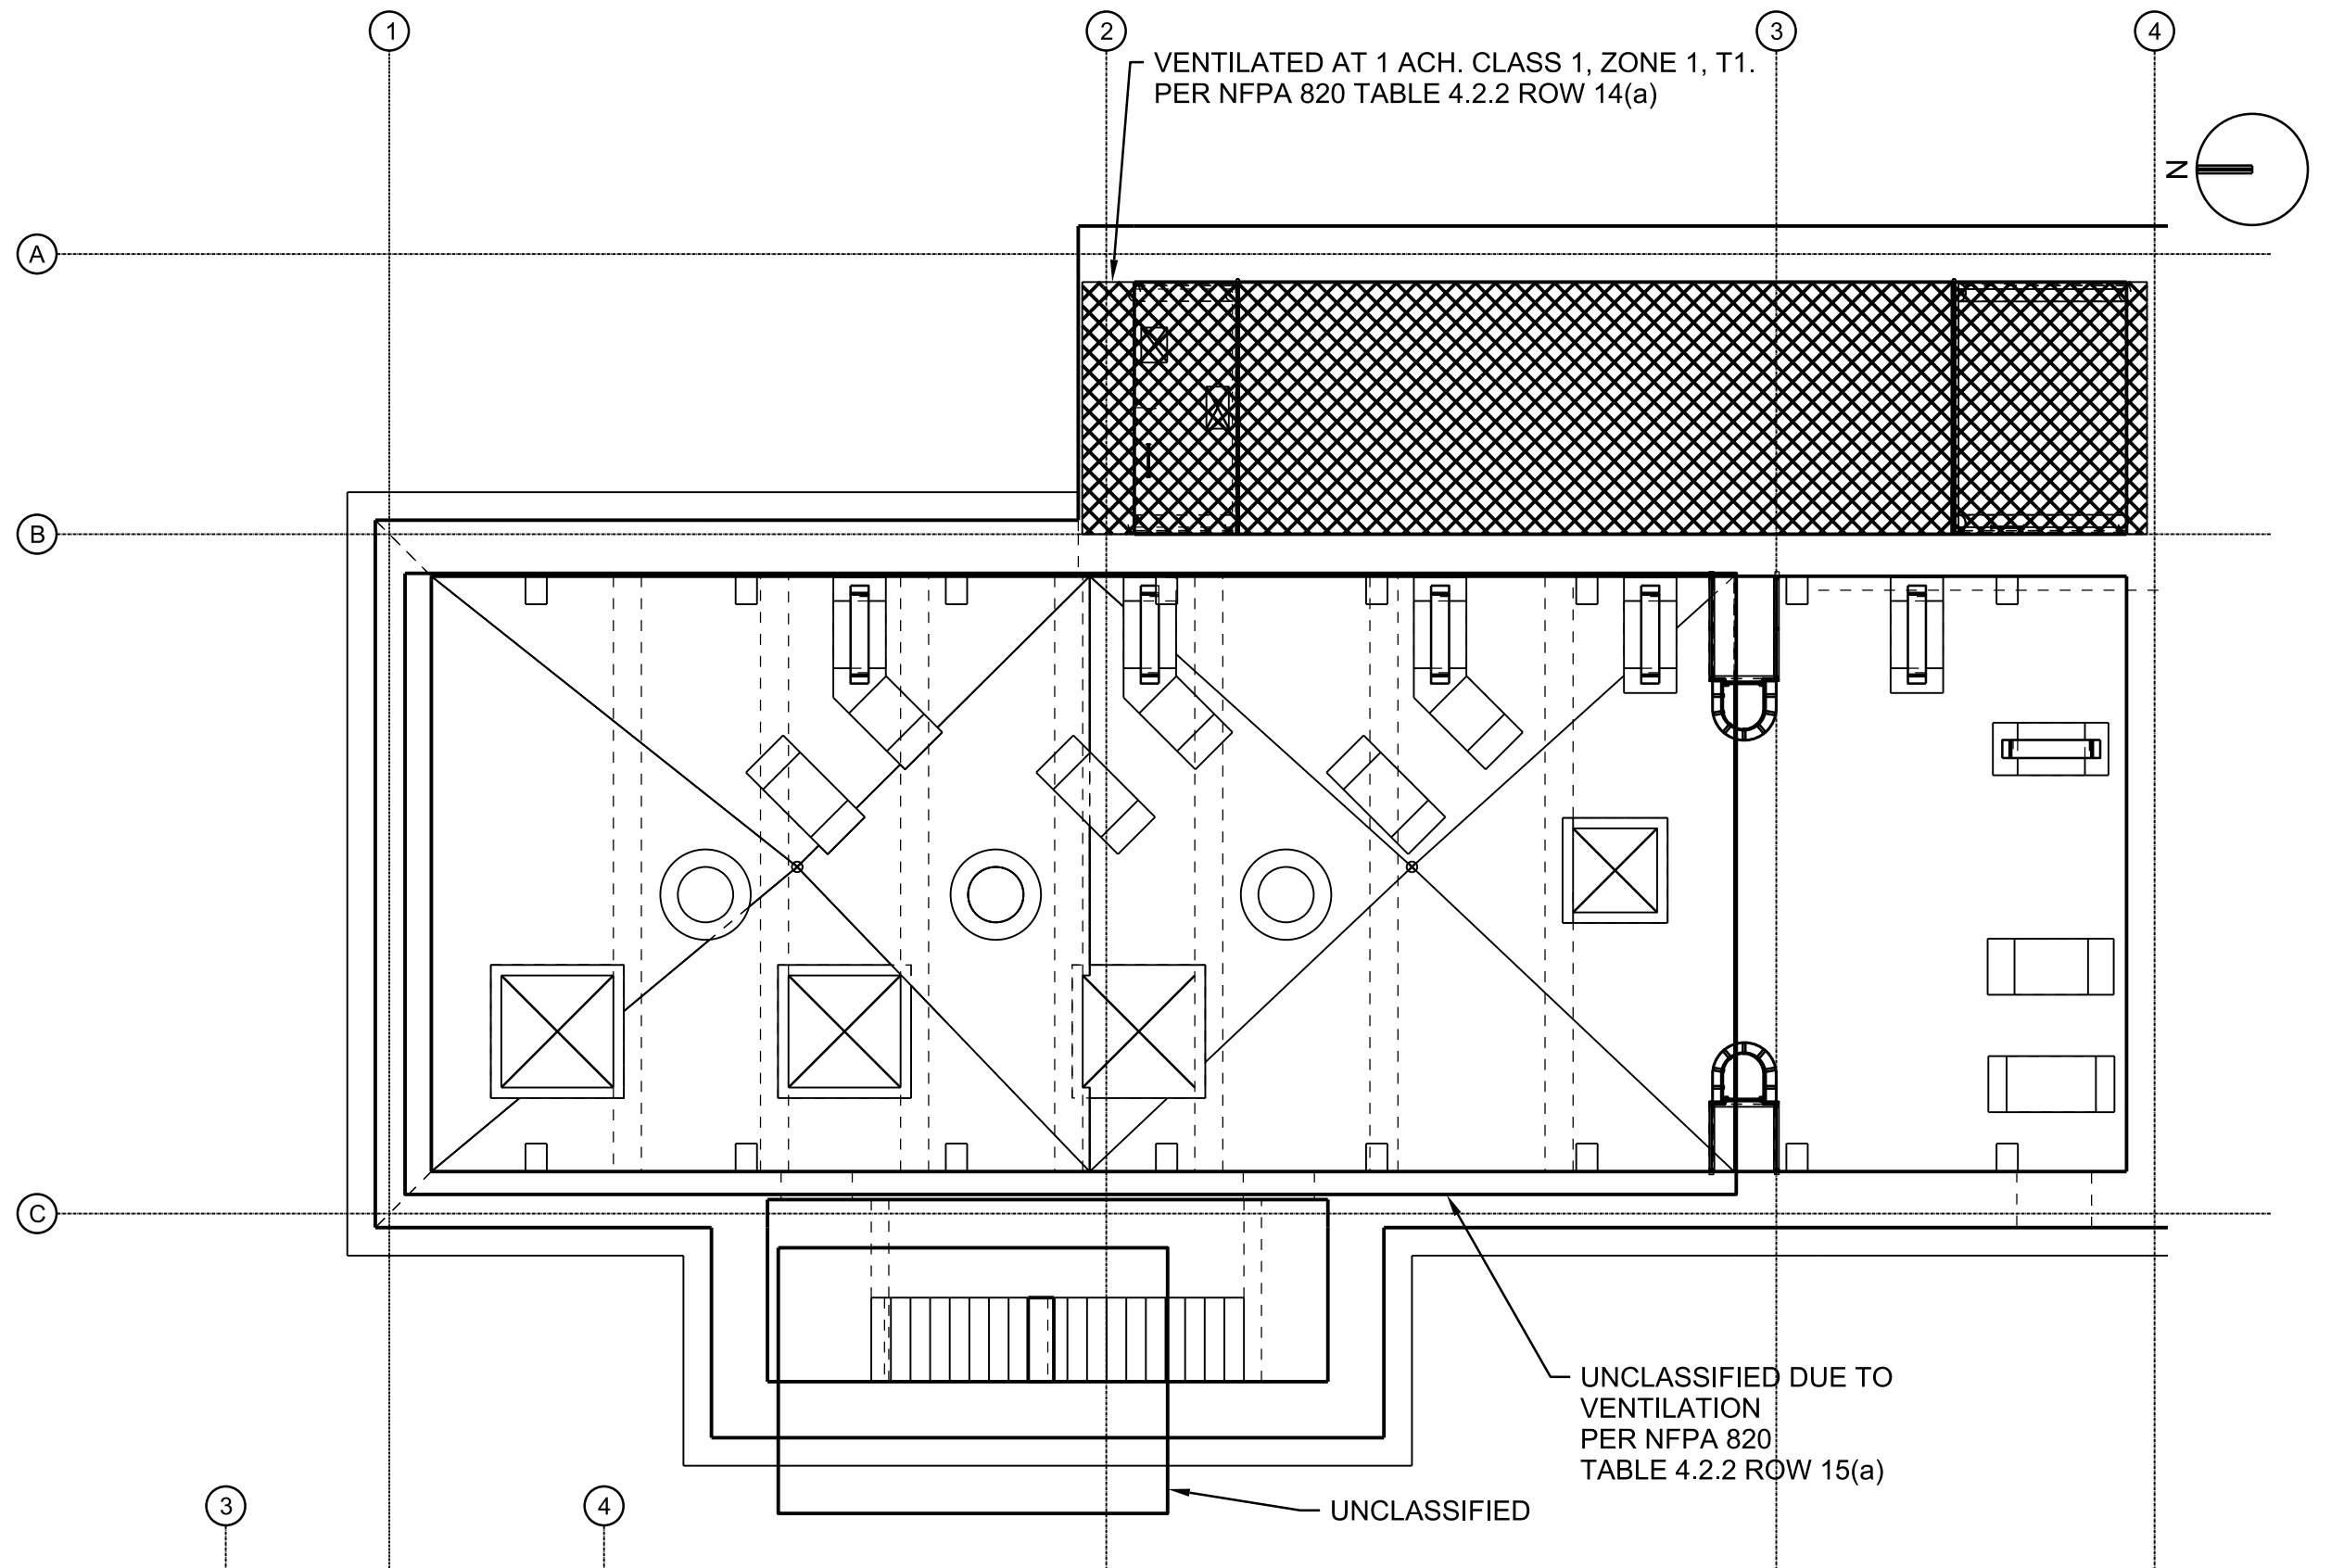 1
2
3
4
VENTILATED AT 1 ACH. CLASS 1, ZONE 1, T1.
PER NFPA 820 TABLE 4.2.2 ROW 14(a)
N
A
B
C
UNCLASSIFIED DUE TO
VENTILATION
PER NFPA 820
TABLE 4.2.2 ROW 15(a)
UNCLASSIFIED
3
4